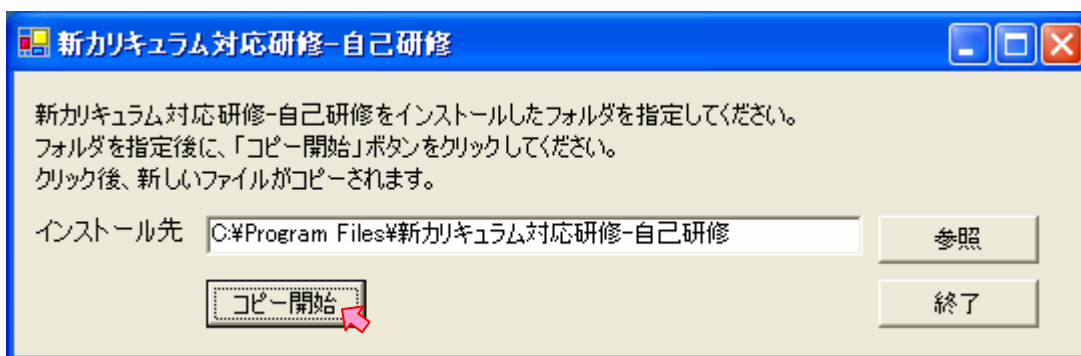 新カリキュラム対応研修-自己研修
新カリキュラム対応研修-自己研修をインストールしたフォルダを指定してください。
フォルダを指定後に、「コピー開始」ボタンをクリックしてください。
クリック後、新しいファイルがコピーされます。
インストール先 C:¥Program Files¥新カリキュラム対応研修-自己研修 参照
コピー開始 終了